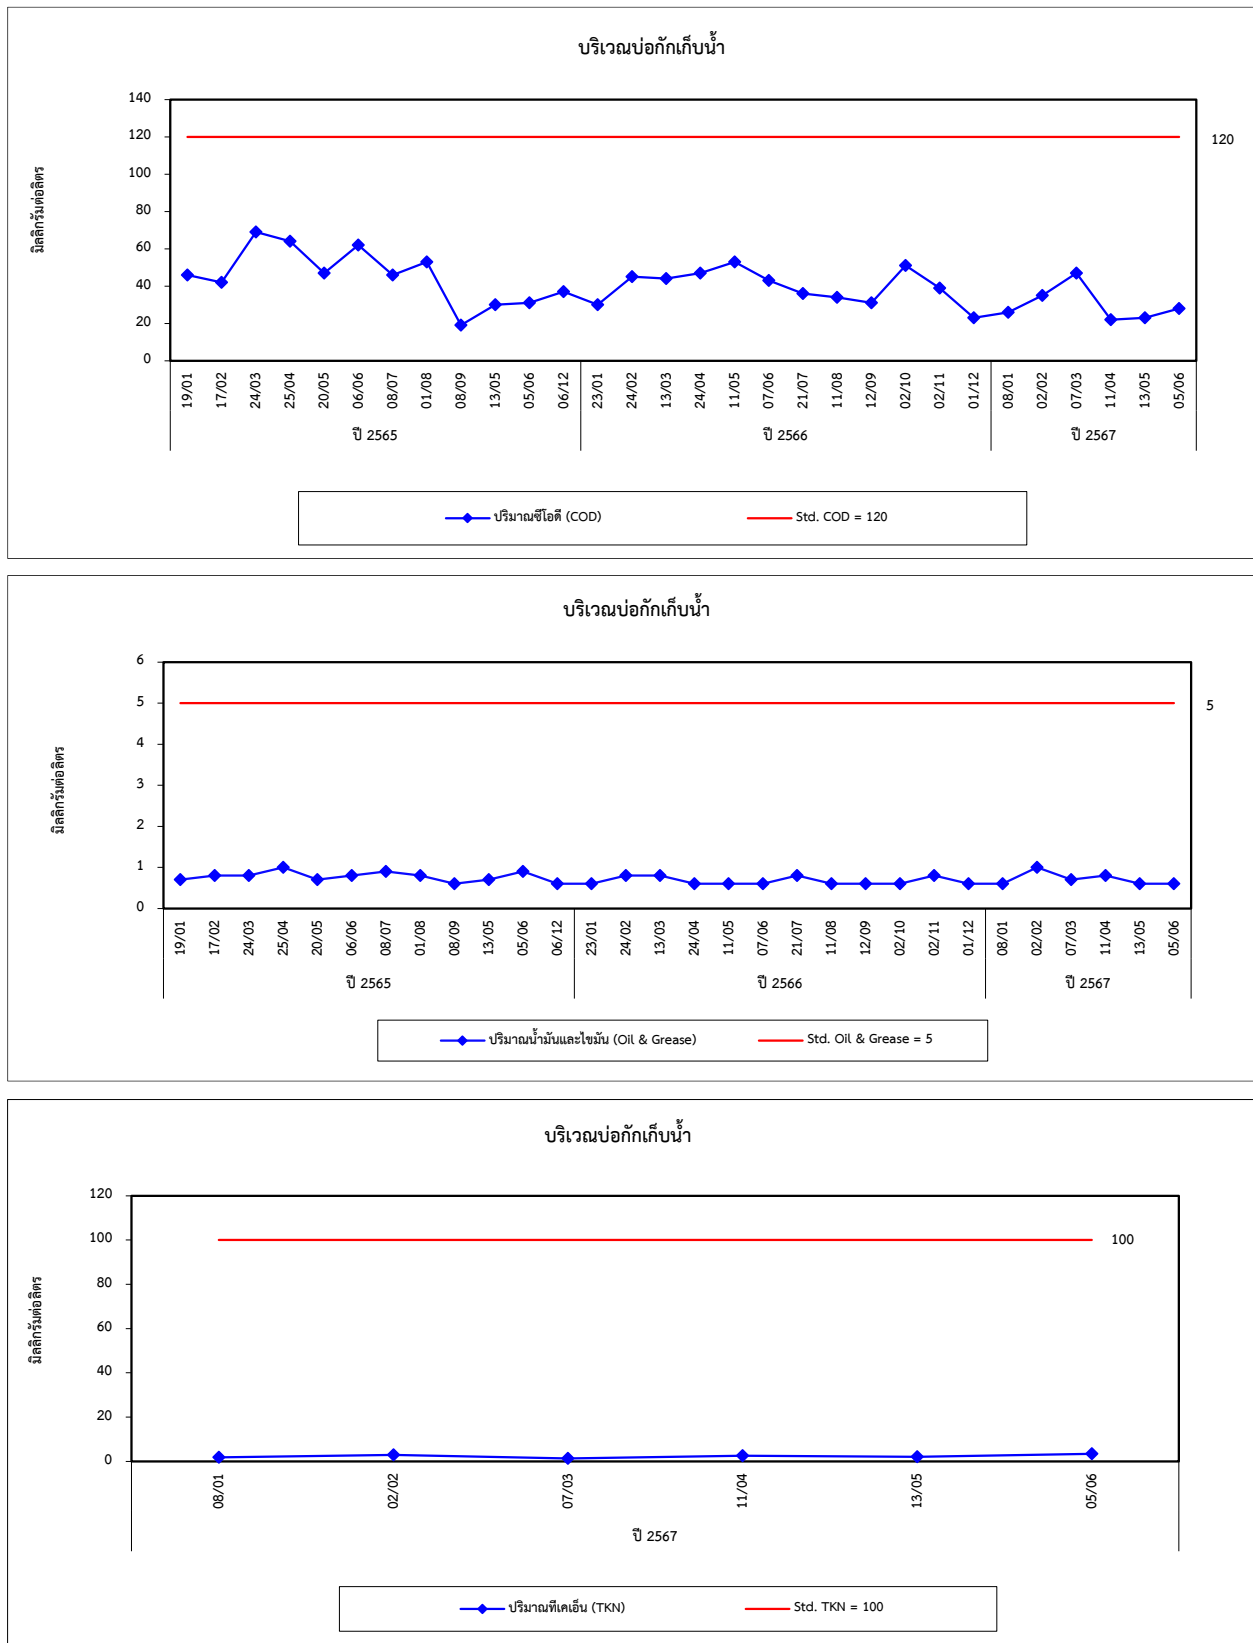 บริเวณบ่อกักเก็บน้ำ
มิลลิกรัมต่อลิตร
140
120
100
80
60
40
20
0
120
19/01 17/02 24/03 25/04 20/05 06/06 08/07 01/08 08/09 13/05 05/06 06/12 23/01 24/02 13/03 24/04 11/05 07/06 21/07 11/08 12/09 02/10 02/11 01/12 08/01 02/02 07/03 11/04 13/05 05/06
ปี 2565 ปี 2566 ปี 2567
ปริมาณซีโอดี (COD) Std. COD = 120
บริเวณบ่อกักเก็บน้ำ
มิลลิกรัมต่อลิตร
6
5
4
3
2
1
0
5
19/01 17/02 24/03 25/04 20/05 06/06 08/07 01/08 08/09 13/05 05/06 06/12 23/01 24/02 13/03 24/04 11/05 07/06 21/07 11/08 12/09 02/10 02/11 01/12 08/01 02/02 07/03 11/04 13/05 05/06
ปี 2565 ปี 2566 ปี 2567
ปริมาณน้ำมันและไขมัน (Oil & Grease) Std. Oil & Grease = 5
บริเวณบ่อกักเก็บน้ำ
มิลลิกรัมต่อลิตร
120
100
80
60
40
20
0
100
08/01 02/02 07/03 11/04 13/05 05/06
ปี 2567
ปริมาณทีเคเอ็น (TKN) Std. TKN = 100